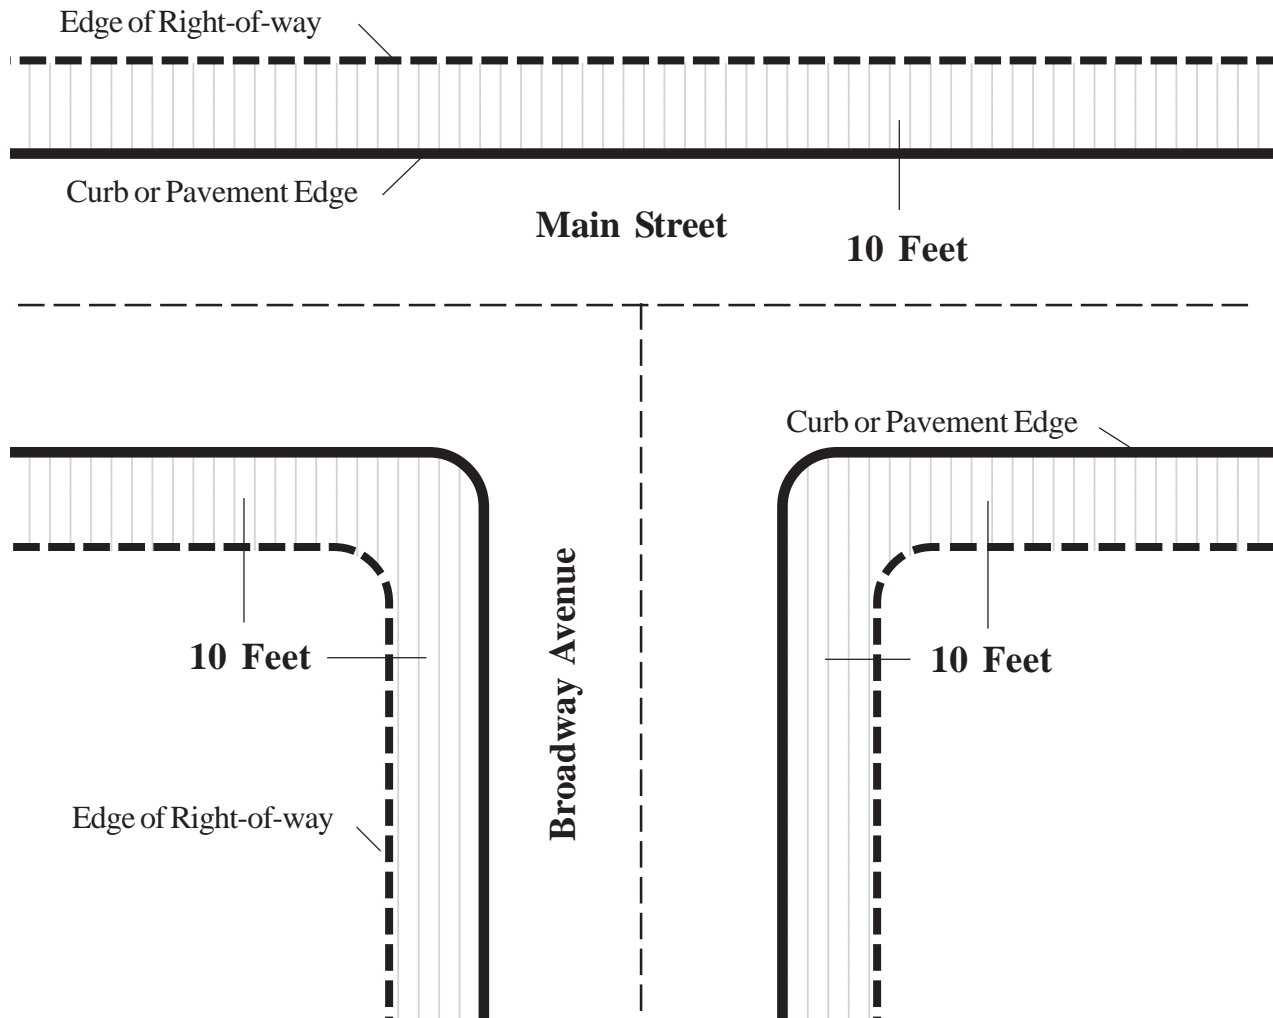 Edge of Right-of-way
Curb or Pavement Edge
Main Street
10 Feet
Curb or Pavement Edge
Broadway Avenue
10 Feet
10 Feet
Edge of Right-of-way